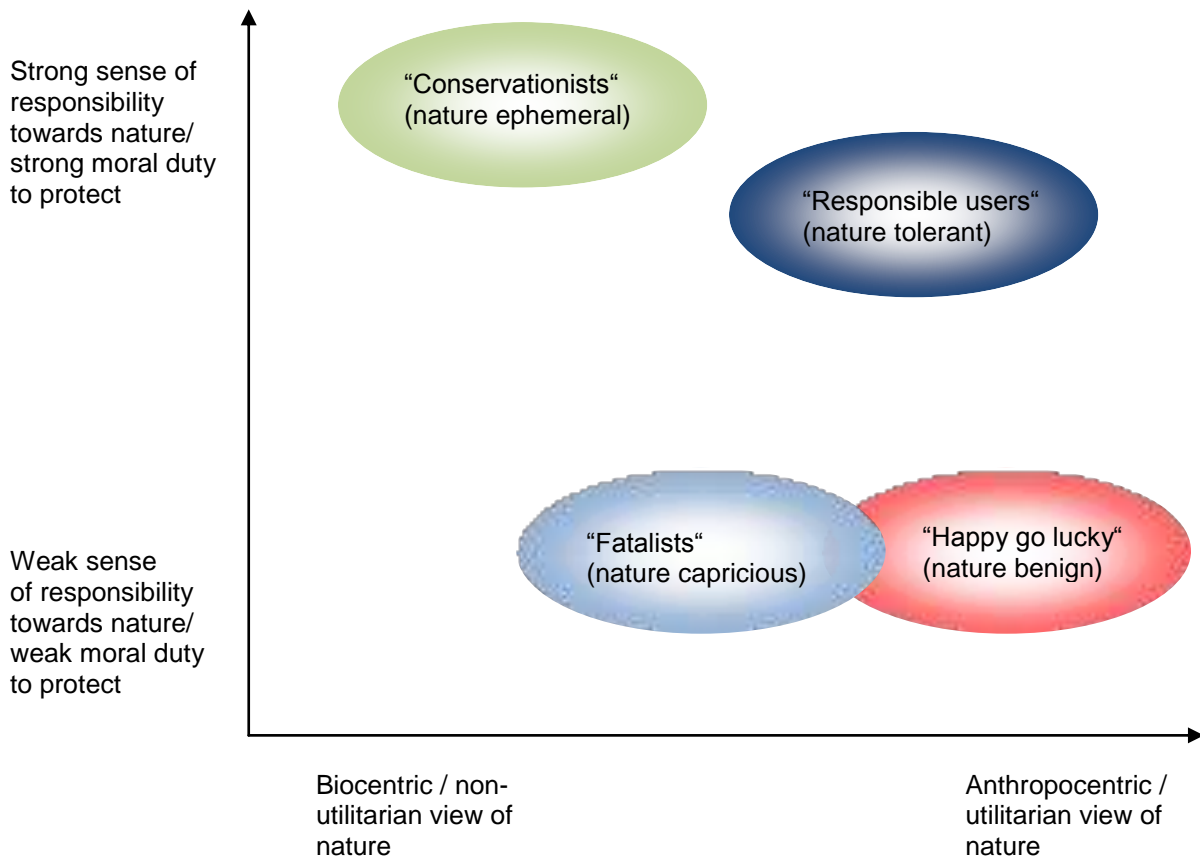 Strong sense of
responsibility
towards nature/
strong moral duty
to protect
“Conservationists“
(nature ephemeral)
“Responsible users“
(nature tolerant)
Weak sense
of responsibility
towards nature/
weak moral duty
to protect
“Fatalists“
(nature capricious)
“Happy go lucky“
(nature benign)
Biocentric / non-
utilitarian view of
nature
Anthropocentric /
utilitarian view of
nature